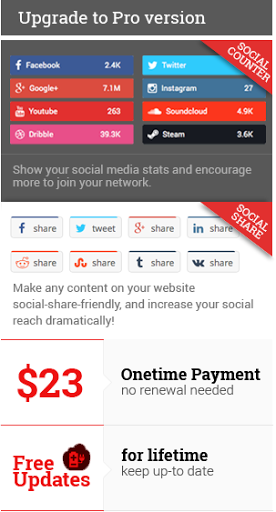 Upgrade to Pro version
SOCIAL
COUNTER
Facebook 2.4K
Twitter
Google+ 7.1M
Instagram 27
Youtube 263
Soundcloud 4.9K
Dribble 39.3K
Steam 3.6K
Show your social media stats and encourage
more to join your network.
SOCIAL
SHARE
share
tweet
share
share
share
share
share
share
Make any content on your website
social-share-friendly, and increase your social
reach dramatically!
$23
Onetime Payment
no renewal needed
Free
Updates
for lifetime
keep up-to date